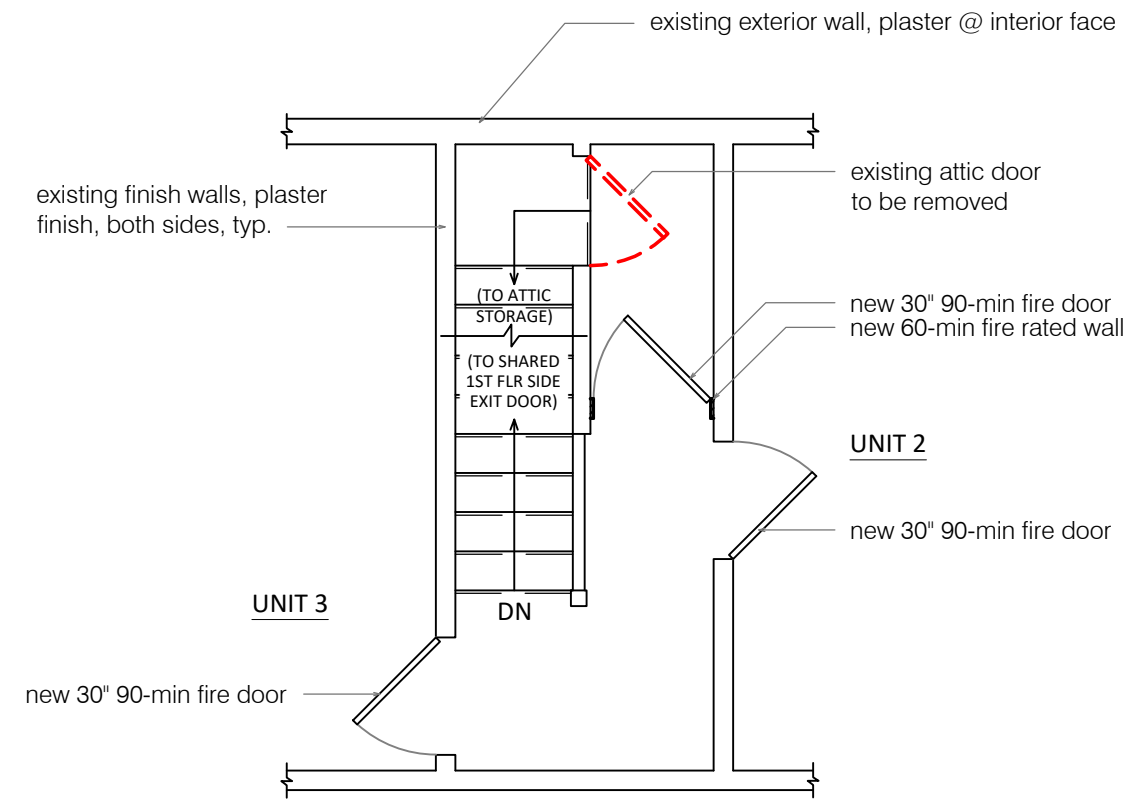 existing exterior wall, plaster @ interior face
existing attic door
to be removed
existing finish walls, plaster
finish, both sides, typ.
(TO ATTIC
STORAGE)
new 30" 90-min fire door
new 60-min fire rated wall
(TO SHARED
1ST FLR SIDE
EXIT DOOR)
UNIT 2
new 30" 90-min fire door
UNIT 3
DN
new 30" 90-min fire door